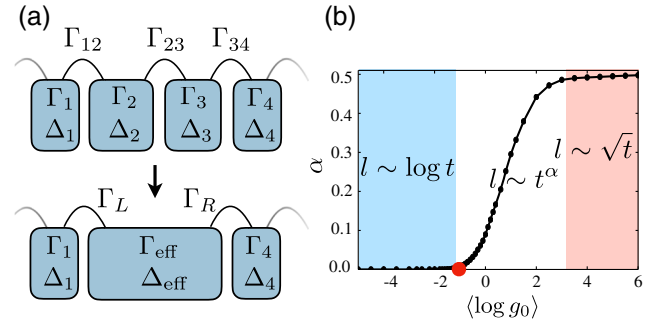 (a)
Γ12 Γ23 Γ34
Γ1 Γ2 Γ3 Γ4
Δ1 Δ2 Δ3 Δ4
ΓL ΓR
Γ1 Γeff Γ4
Δ1 Δeff Δ4
(b)
0.5
0.4
0.3
0.2
0.1
0.0
α
l ∼ log t
l ∼ t^α
l ∼ √t
-4 -2 0 2 4 6
⟨log g0⟩